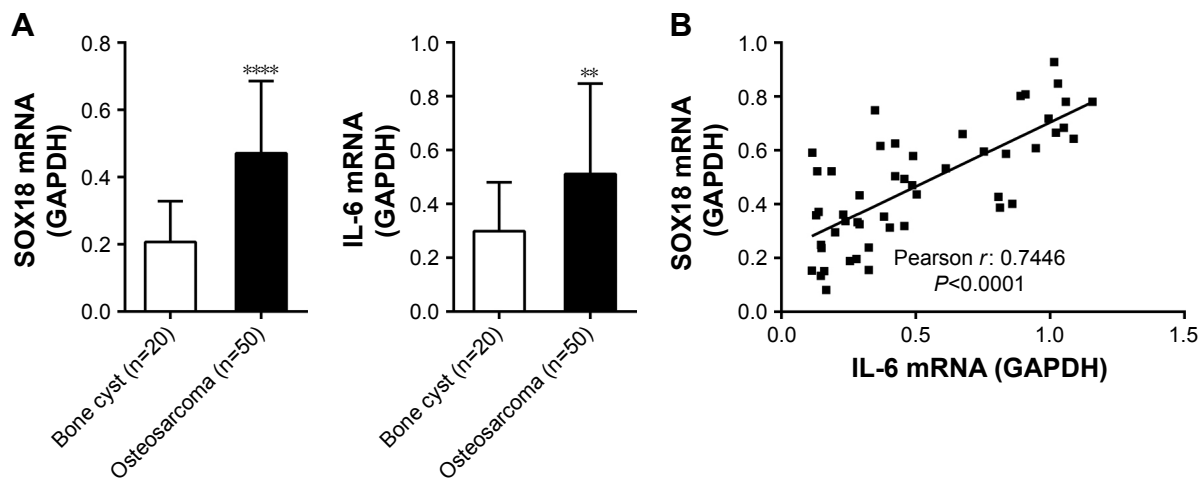 A
SOX18 mRNA
(GAPDH)
0.8
0.6
0.4
0.2
0.0
****
Bone cyst (n=20)
Osteosarcoma (n=50)
IL-6 mRNA
(GAPDH)
1.0
0.8
0.6
0.4
0.2
0.0
**
Bone cyst (n=20)
Osteosarcoma (n=50)
B
SOX18 mRNA
(GAPDH)
1.0
0.8
0.6
0.4
0.2
0.0
Pearson r: 0.7446
P<0.0001
0.0
0.5
1.0
1.5
IL-6 mRNA (GAPDH)